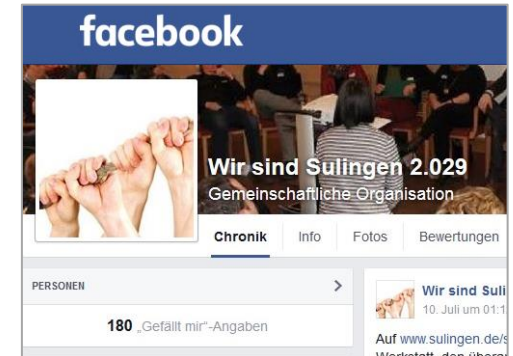 facebook
Wir sind Sulingen 2.029
Gemeinschaftliche Organisation
Chronik Info Fotos Bewertungen
PERSONEN
180 „Gefällt mir“-Angaben
Wir sind Suli
10. Juli um 01:1
Auf www.sulingen.de/s